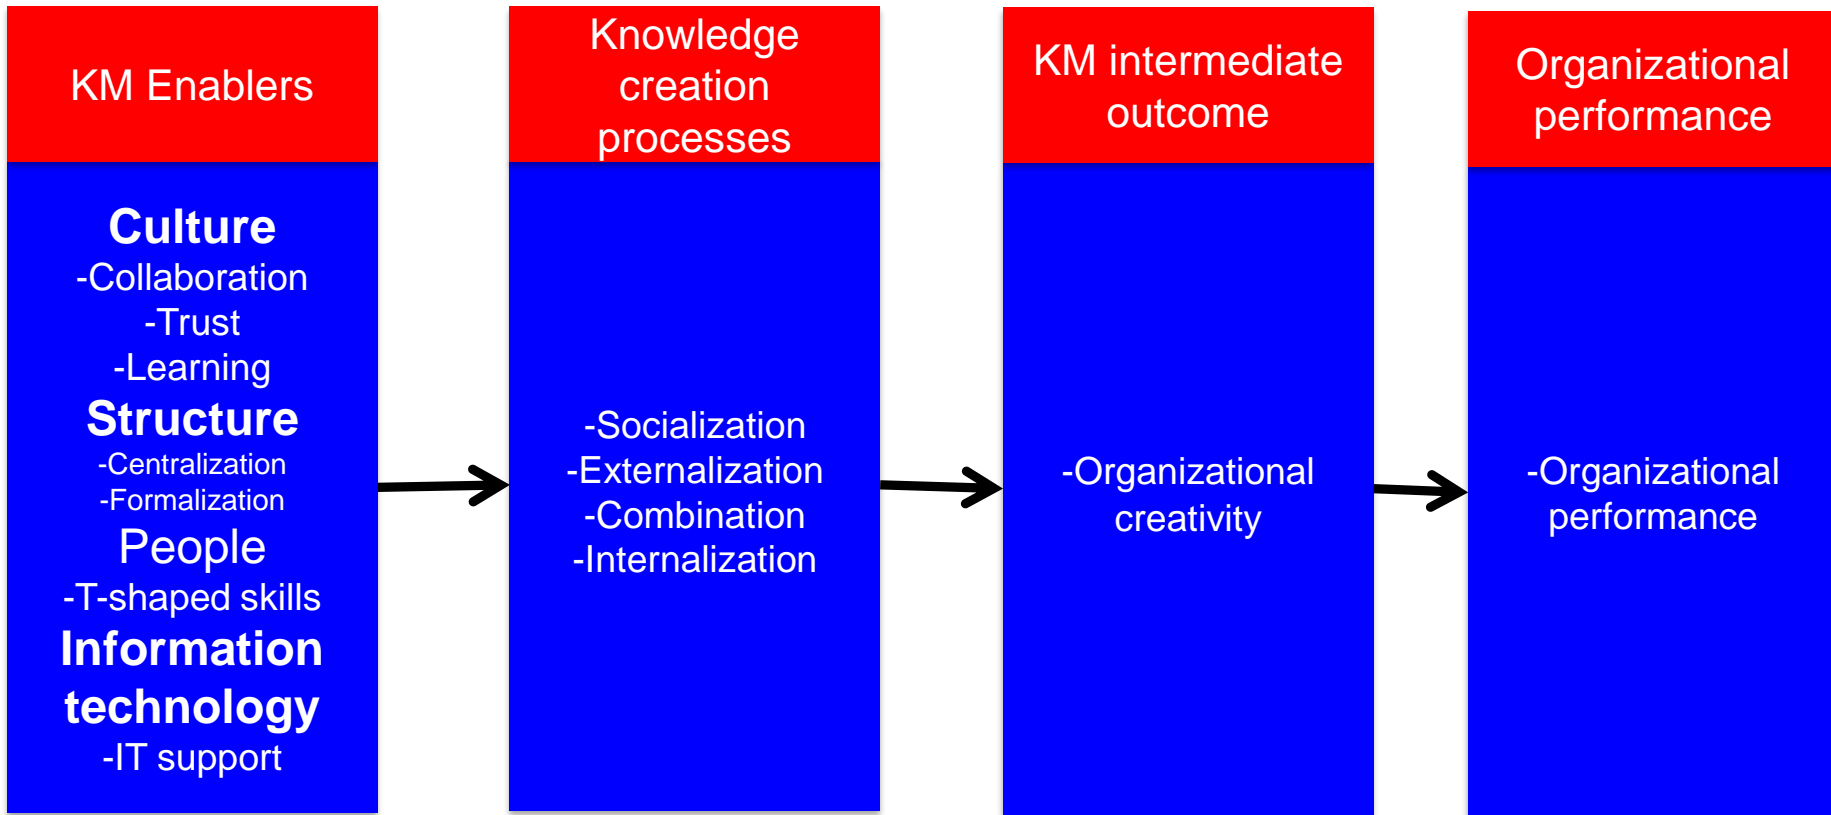 KM Enablers
Culture
-Collaboration
-Trust
-Learning
Structure
-Centralization
-Formalization
People
-T-shaped skills
Information
technology
-IT support
Knowledge
creation
processes
-Socialization
-Externalization
-Combination
-Internalization
KM intermediate
outcome
-Organizational
creativity
Organizational
performance
-Organizational
performance